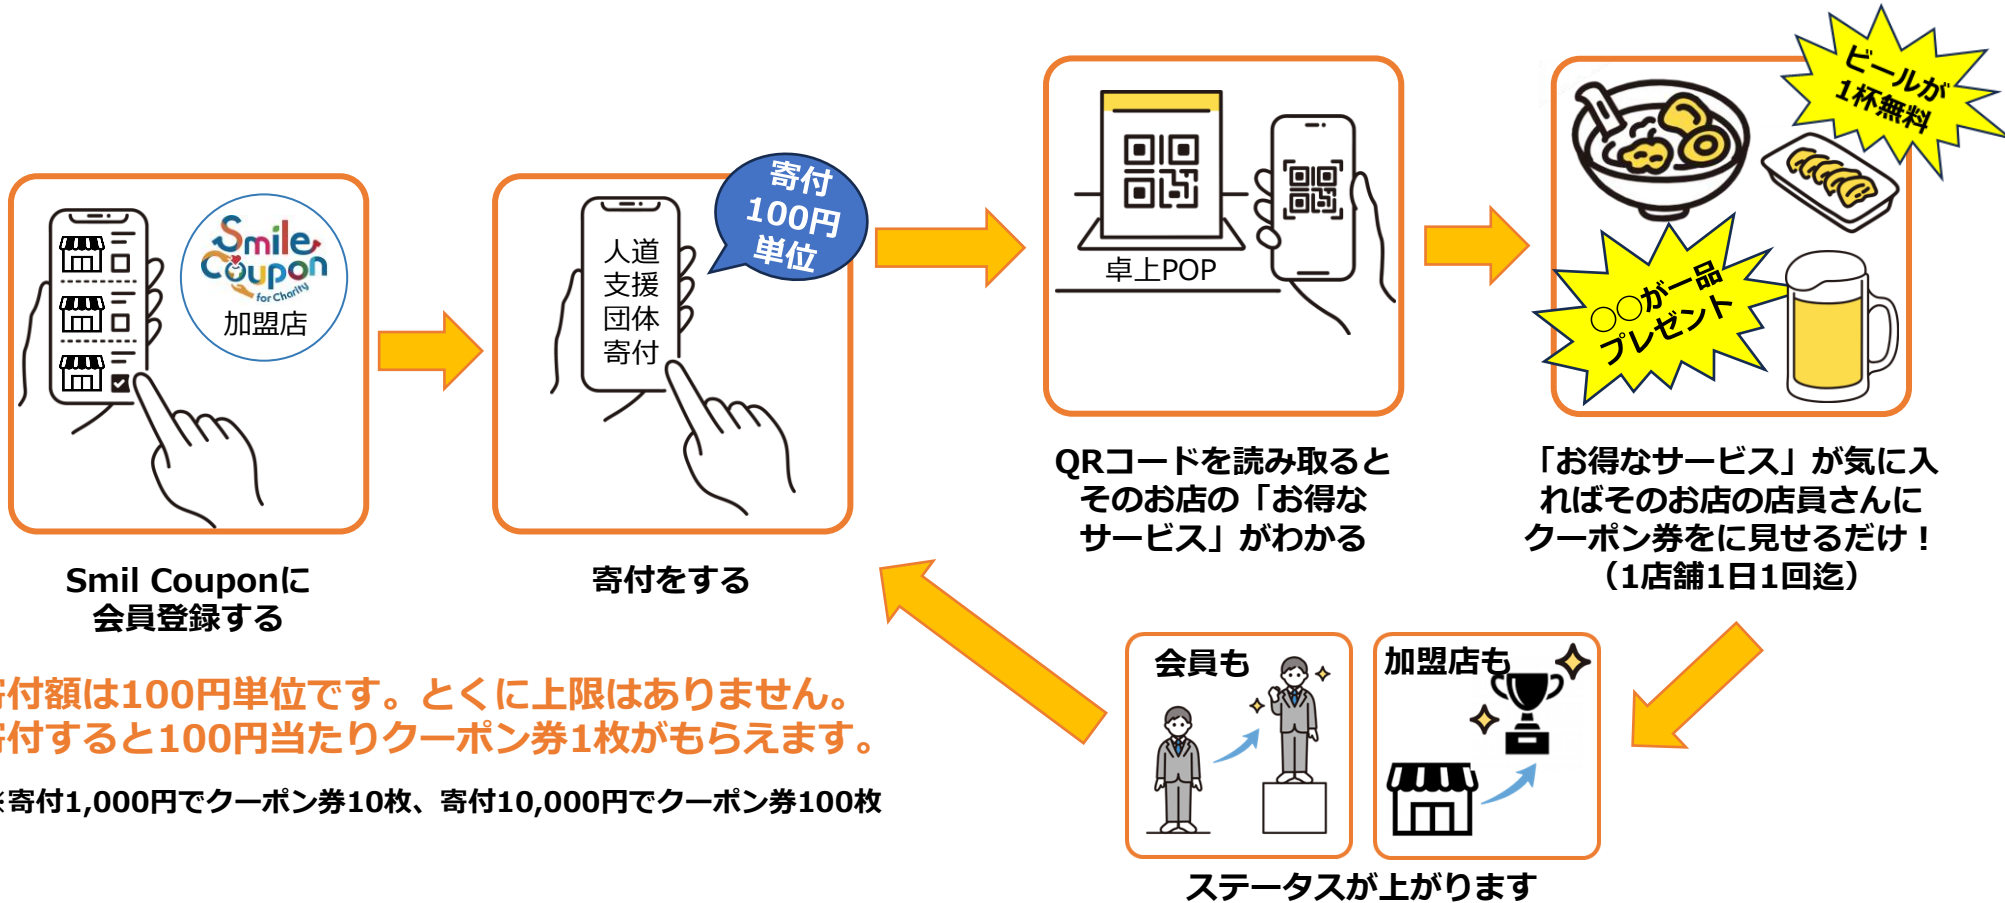 Smile
Coupon
for Charity
加盟店
Smil Couponに
会員登録する
寄付
100円
単位
人道
支援
団体
寄付
寄付をする
卓上POP
QRコードを読み取ると
そのお店の「お得な
サービス」がわかる
ビールが
1杯無料
○○が一品
プレゼント
「お得なサービス」が気に入
ればそのお店の店員さんに
クーポン券をに見せるだけ！
（1店舗1日1回迄）
寄付額は100円単位です。とくに上限はありません。
寄付すると100円当たりクーポン券1枚がもらえます。
※寄付1,000円でクーポン券10枚、寄付10,000円でクーポン券100枚
会員も
加盟店も
ステータスが上がります